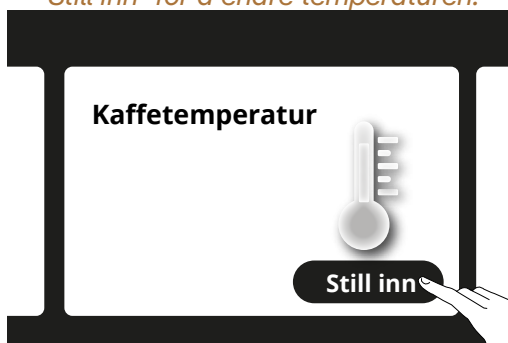 "Still inn" for å endre temperaturen.
Kaffetemperatur
Still inn